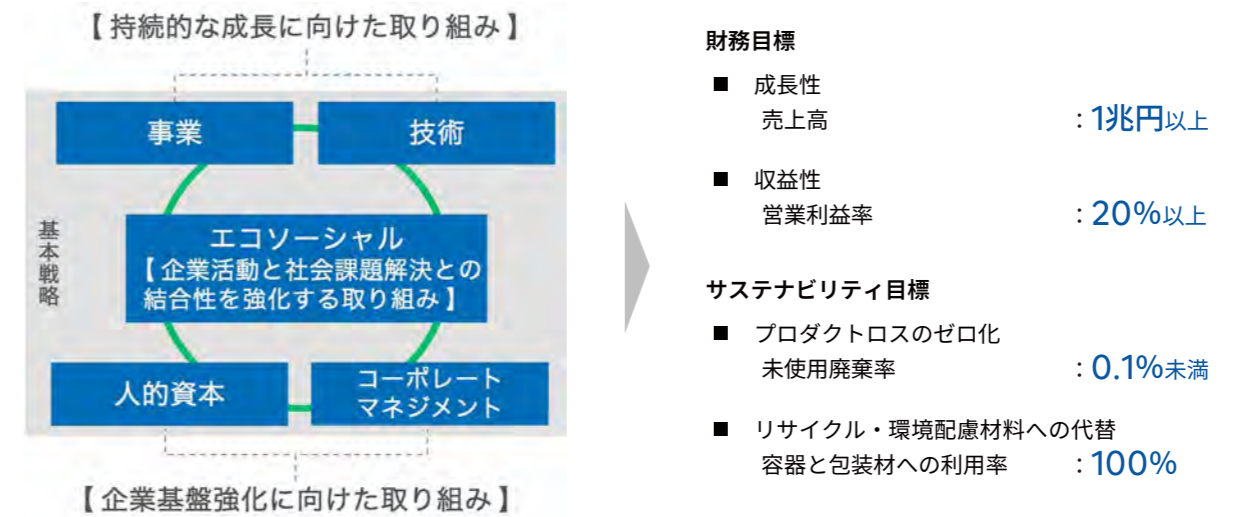 【 持続的な成長に向けた取り組み 】
事業
技術
基本戦略
エコソーシャル
【 企業活動と社会課題解決との
結合性を強化する取り組み 】
人的資本
コーポレート
マネジメント
【 企業基盤強化に向けた取り組み 】
財務目標
■ 成長性
売上高 : 1兆円以上
■ 収益性
営業利益率 : 20%以上
サステナビリティ目標
■ プロダクトロスのゼロ化
未使用廃棄率 : 0.1%未満
■ リサイクル・環境配慮材料への代替
容器と包装材への利用率 : 100%